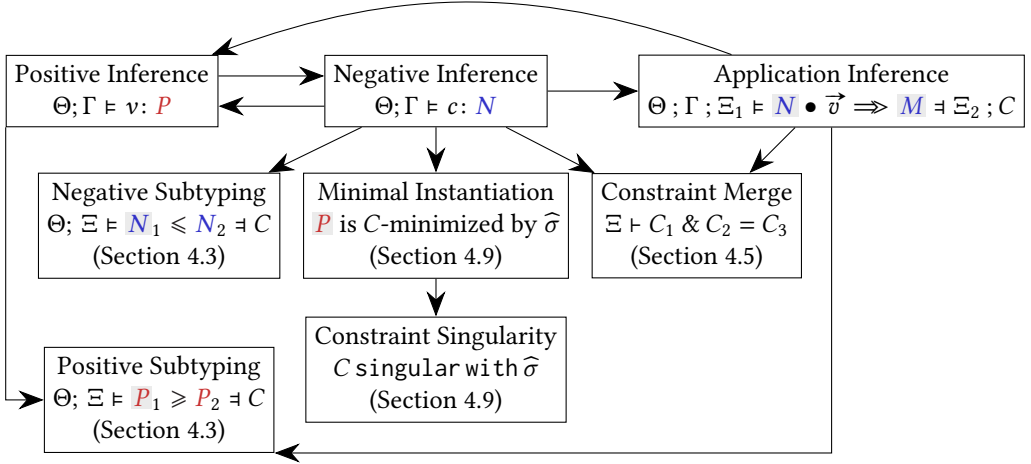 Positive Inference
Θ; Γ ⊨ v: P
Negative Inference
Θ; Γ ⊨ c: N
Application Inference
Θ ; Γ ; Ξ₁ ⊨ N ● v⃗ ⇒⇒ M ⫤ Ξ₂ ; C
Negative Subtyping
Θ; Ξ ⊨ N₁ ⩽ N₂ ⫤ C
(Section 4.3)
Minimal Instantiation
P is C-minimized by σ̂
(Section 4.9)
Constraint Merge
Ξ ⊢ C₁ & C₂ = C₃
(Section 4.5)
Constraint Singularity
C singular with σ̂
(Section 4.9)
Positive Subtyping
Θ; Ξ ⊨ P₁ ⩾ P₂ ⫤ C
(Section 4.3)